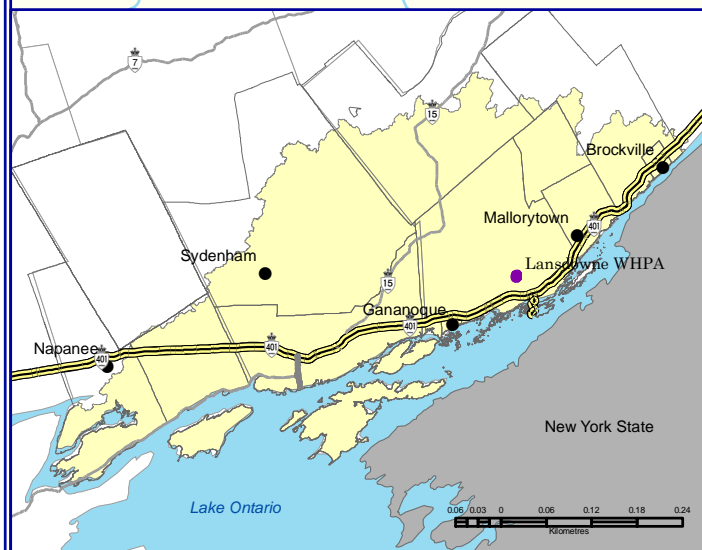 7
15
Brockville
Mallorytown
401
Sydenham
Lansdowne WHPA
15
Gananoque
401
401
Napanee
401
New York State
Lake Ontario
0.06 0.03 0 0.06 0.12 0.18 0.24
Kilometres